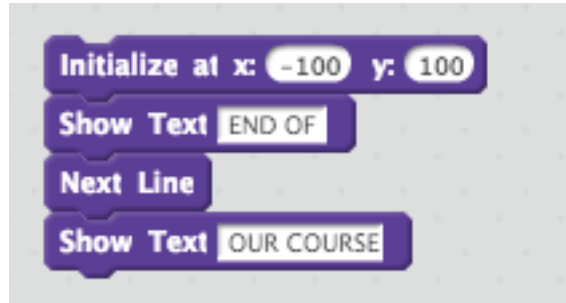 Initialize at x: -100 y: 100
Show Text END OF
Next Line
Show Text OUR COURSE